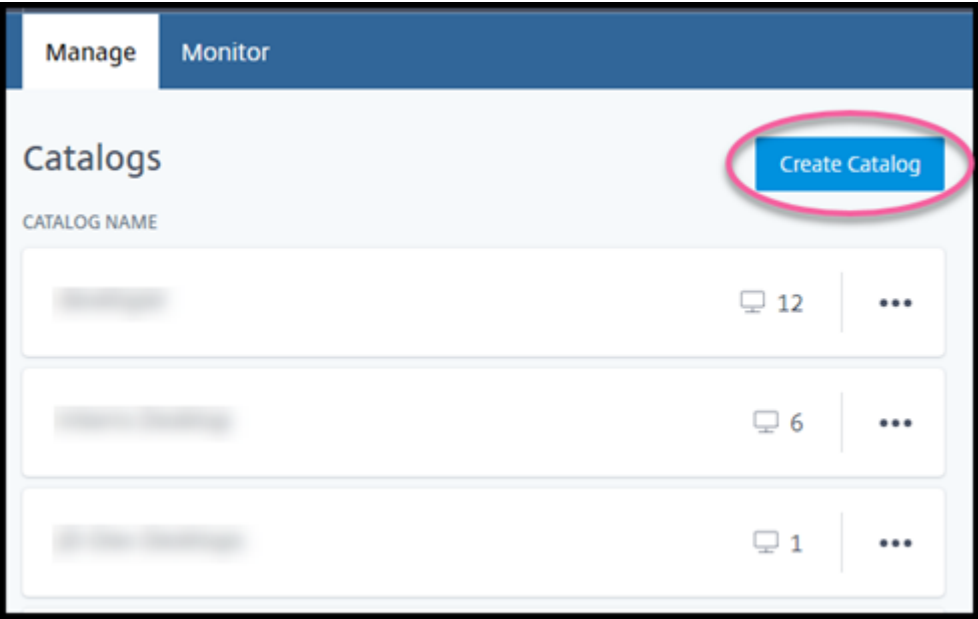 Manage Monitor
Catalogs
Create Catalog
CATALOG NAME
12
6
1